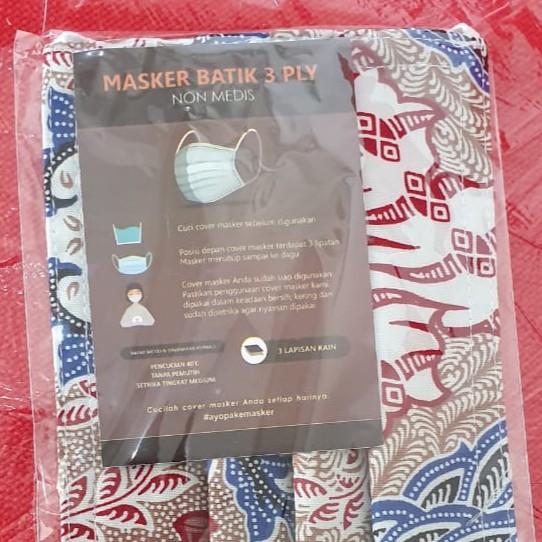 MASKER BATIK 3 PLY
NON MEDIS
Cuci cover masker sebelum digunakan
Posisi depan cover masker terdapat 3 lipatan
Masker menutup sampai ke dagu
Cover masker Anda sudah siap digunakan.
Pastikan penggunaan cover masker kami
dipakai dalam keadaan bersih, kering dan
sudah disetrika agar nyaman dipakai
3 LAPISAN KAIN
PENCUCIAN 40°C
TANPA PEMUTIH
SETRIKA TINGKAT MEDIUM
Cucilah cover masker Anda setiap harinya.
#ayopakemasker